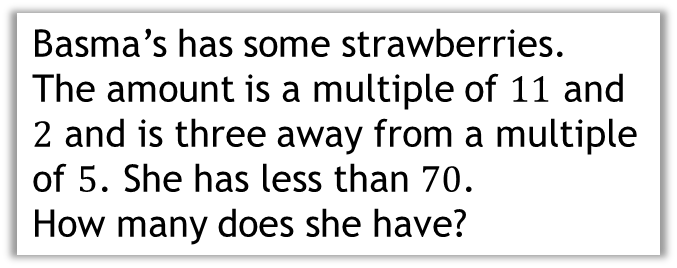 Basma’s has some strawberries.
The amount is a multiple of 11 and
2 and is three away from a multiple
of 5. She has less than 70.
How many does she have?